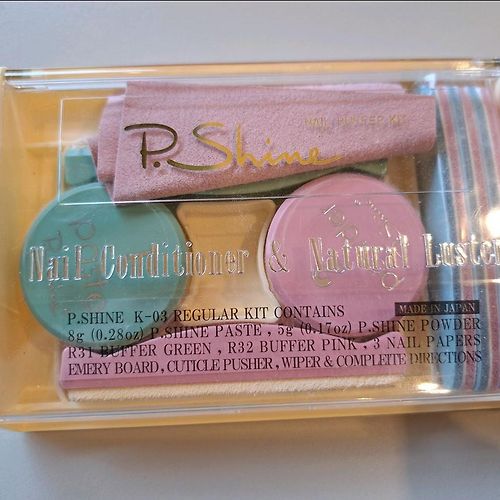 P.Shine
NAIL BUFFER KIT
Nail Conditioner & Natural Luster
P.SHINE K-03 REGULAR KIT CONTAINS
MADE IN JAPAN
8g (0.28oz) P.SHINE PASTE , 5g (0.17oz) P.SHINE POWDER
R31 BUFFER GREEN , R32 BUFFER PINK , 3 NAIL PAPERS
EMERY BOARD, CUTICLE PUSHER, WIPER & COMPLEITE DIRECTIONS